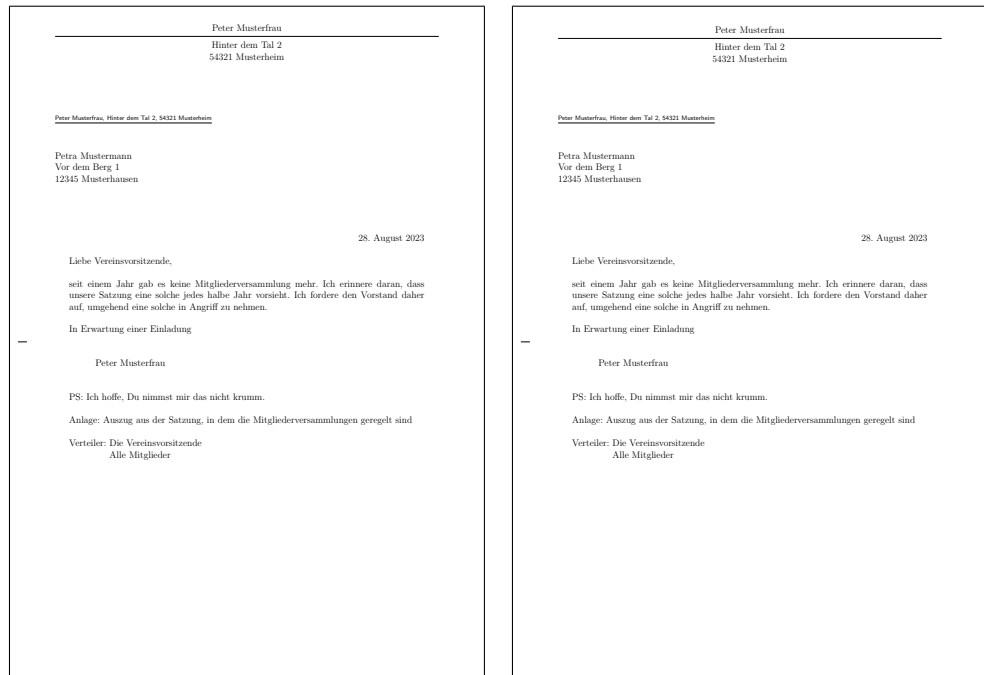 Peter Musterfrau
Hinter dem Tal 2
54321 Musterheim
Peter Musterfrau, Hinter dem Tal 2, 54321 Musterheim
Petra Mustermann
Vor dem Berg 1
12345 Musterhausen
28. August 2023
Liebe Vereinsvorsitzende,
seit einem Jahr gab es keine Mitgliederversammlung mehr. Ich erinnere daran, dass
unsere Satzung eine solche jedes halbe Jahr vorsieht. Ich fordere den Vorstand daher
auf, umgehend eine solche in Angriff zu nehmen.
In Erwartung einer Einladung
Peter Musterfrau
PS: Ich hoffe, Du nimmst mir das nicht krumm.
Anlage: Auszug aus der Satzung, in dem die Mitgliederversammlungen geregelt sind
Verteiler: Die Vereinsvorsitzende
Alle Mitglieder
Peter Musterfrau
Hinter dem Tal 2
54321 Musterheim
Peter Musterfrau, Hinter dem Tal 2, 54321 Musterheim
Petra Mustermann
Vor dem Berg 1
12345 Musterhausen
28. August 2023
Liebe Vereinsvorsitzende,
seit einem Jahr gab es keine Mitgliederversammlung mehr. Ich erinnere daran, dass
unsere Satzung eine solche jedes halbe Jahr vorsieht. Ich fordere den Vorstand daher
auf, umgehend eine solche in Angriff zu nehmen.
In Erwartung einer Einladung
Peter Musterfrau
PS: Ich hoffe, Du nimmst mir das nicht krumm.
Anlage: Auszug aus der Satzung, in dem die Mitgliederversammlungen geregelt sind
Verteiler: Die Vereinsvorsitzende
Alle Mitglieder